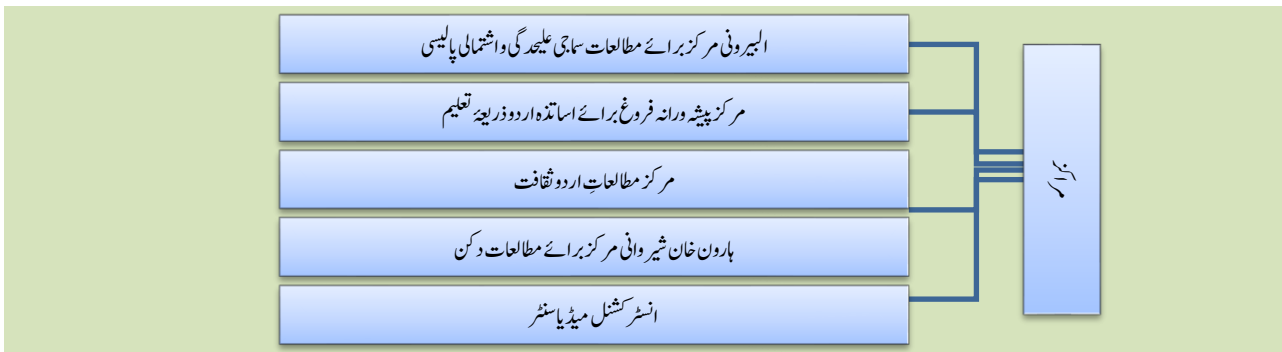 مراکز
البیرونی مرکز برائے مطالعات سماجی علیحدگی و اشتمالی پالیسی
مرکز پیشہ ورانہ فروغ برائے اساتذہ اردو ذریعۂ تعلیم
مرکز مطالعاتِ اردو ثقافت
ہارون خان شیروانی مرکز برائے مطالعات دکن
انسٹرکشنل میڈیا سنٹر